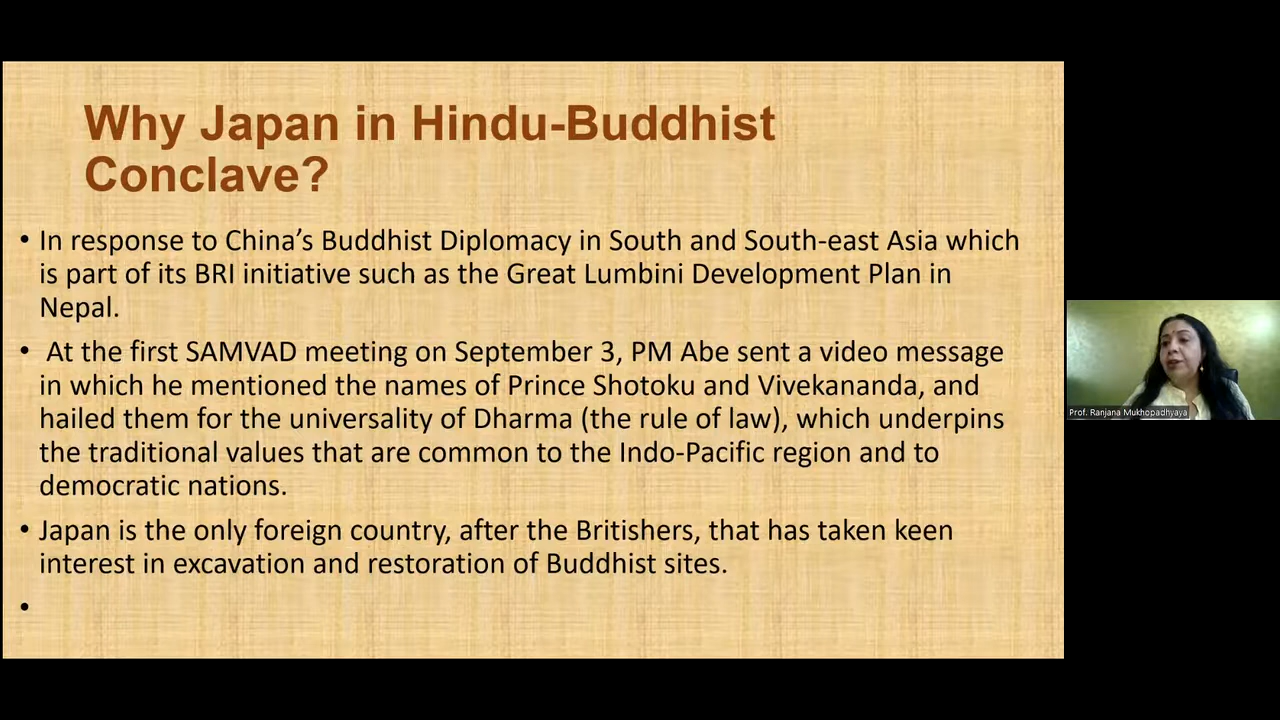 Why Japan in Hindu-Buddhist
Conclave?
• In response to China’s Buddhist Diplomacy in South and South-east Asia which
is part of its BRI initiative such as the Great Lumbini Development Plan in
Nepal.
• At the first SAMVAD meeting on September 3, PM Abe sent a video message
in which he mentioned the names of Prince Shotoku and Vivekananda, and
hailed them for the universality of Dharma (the rule of law), which underpins
the traditional values that are common to the Indo-Pacific region and to
democratic nations.
• Japan is the only foreign country, after the Britishers, that has taken keen
interest in excavation and restoration of Buddhist sites.
•
Prof. Ranjana Mukhopadhyaya